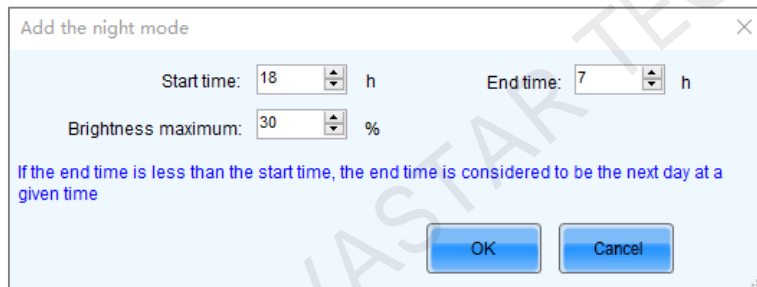 Add the night mode
Start time: 18 h End time: 7 h
Brightness maximum: 30 %
If the end time is less than the start time, the end time is considered to be the next day at a
given time
OK Cancel
VASTAR TEC